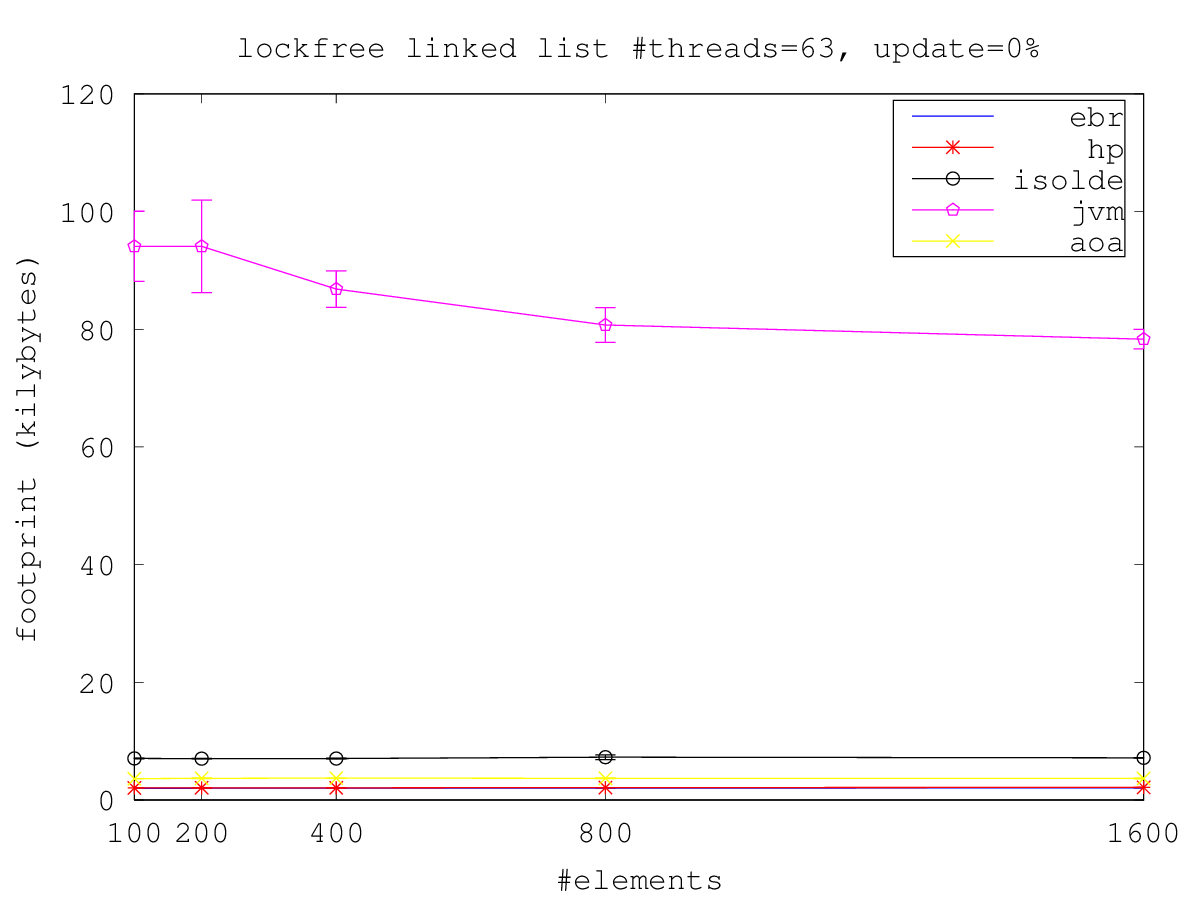 lockfree linked list #threads=63, update=0%
ebr
hp
isolde
jvm
aoa
footprint (kilybytes)
120
100
80
60
40
20
0
100 200 400 800 1600
#elements